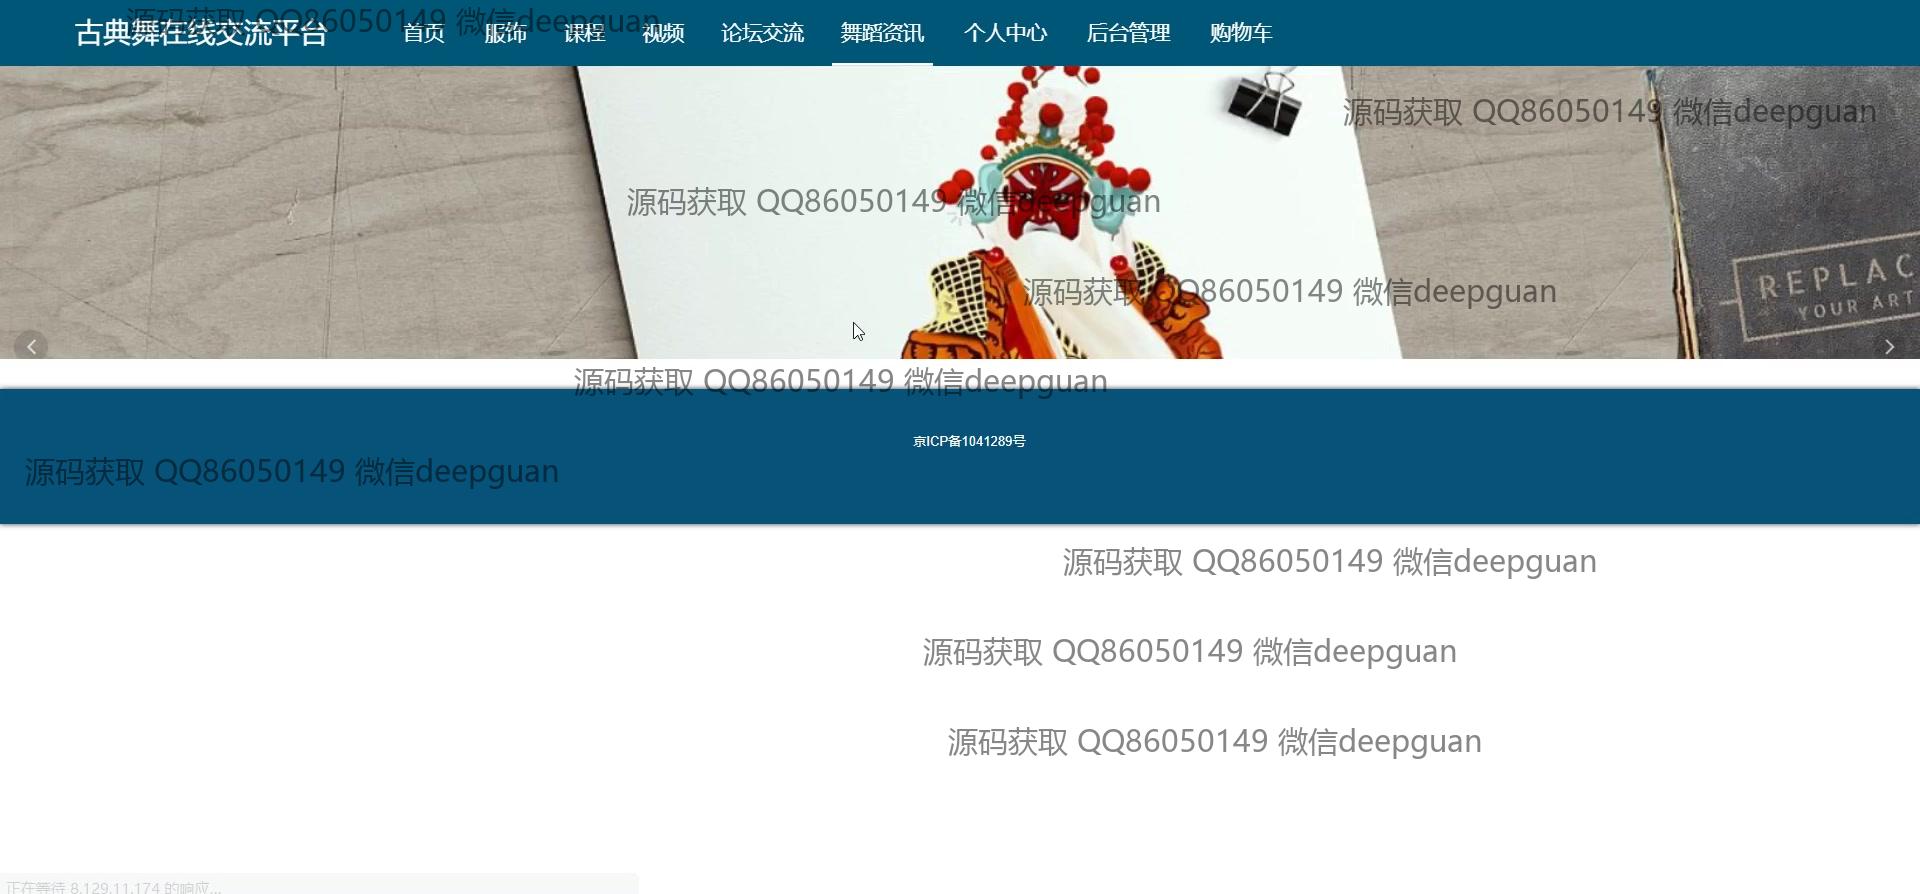 源码获取 QQ86050149 微信deepguan
古典舞在线交流平台 首页 服饰 课程 视频 论坛交流 舞蹈资讯 个人中心 后台管理 购物车
源码获取 QQ86050149 微信deepguan
源码获取 QQ86050149 微信deepguan
REPLAC
YOUR ART
源码获取 QQ86050149 微信deepguan
源码获取 QQ86050149 微信deepguan
京ICP备1041289号
源码获取 QQ86050149 微信deepguan
源码获取 QQ86050149 微信deepguan
源码获取 QQ86050149 微信deepguan
源码获取 QQ86050149 微信deepguan
正在等待 8.129.11.174 的响应...